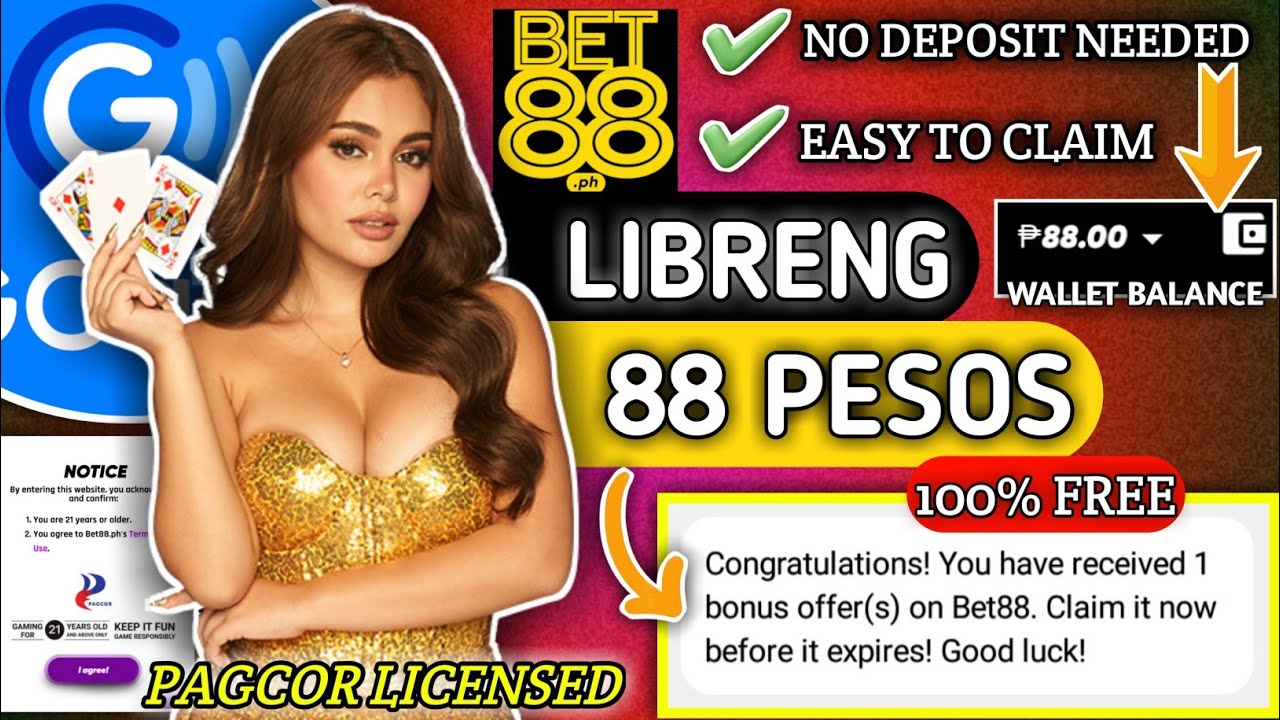 BET
88
.ph
NO DEPOSIT NEEDED
EASY TO CLAIM
₱88.00
WALLET BALANCE
LIBRENG
88 PESOS
100% FREE
Congratulations! You have received 1
bonus offer(s) on Bet88. Claim it now
before it expires! Good luck!
G
NOTICE
By entering this website, you
and confirm:
1. You are 21 years or older.
2. You agree to Bet88.ph's
Use.
PAGCOR
GAMING
FOR
21
YEARS OLD
AND ABOVE ONLY
KEEP IT FUN
GAME RESPONSIBLY
I agree!
PAGCOR LICENSED